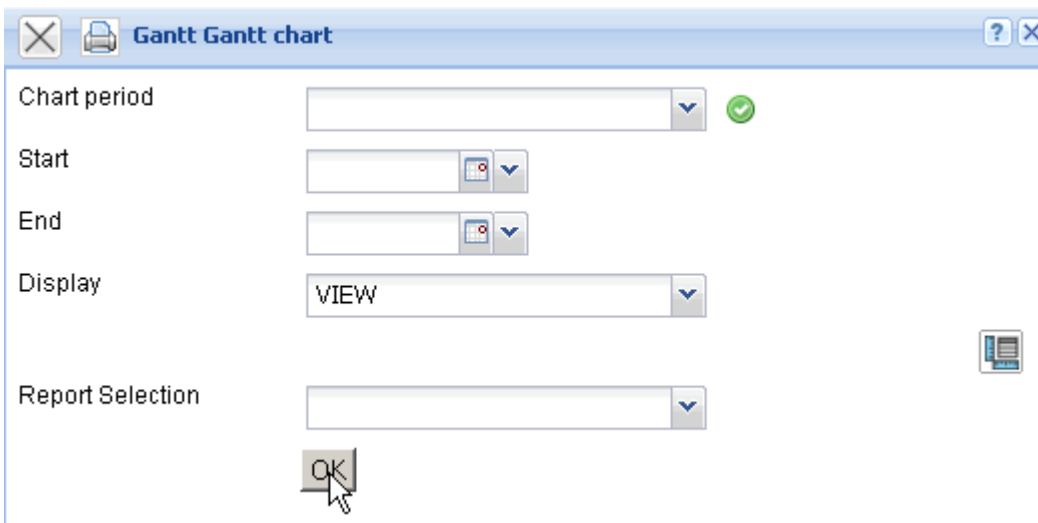 Gantt Gantt chart
?
Chart period
Start
End
Display
VIEW
Report Selection
OK